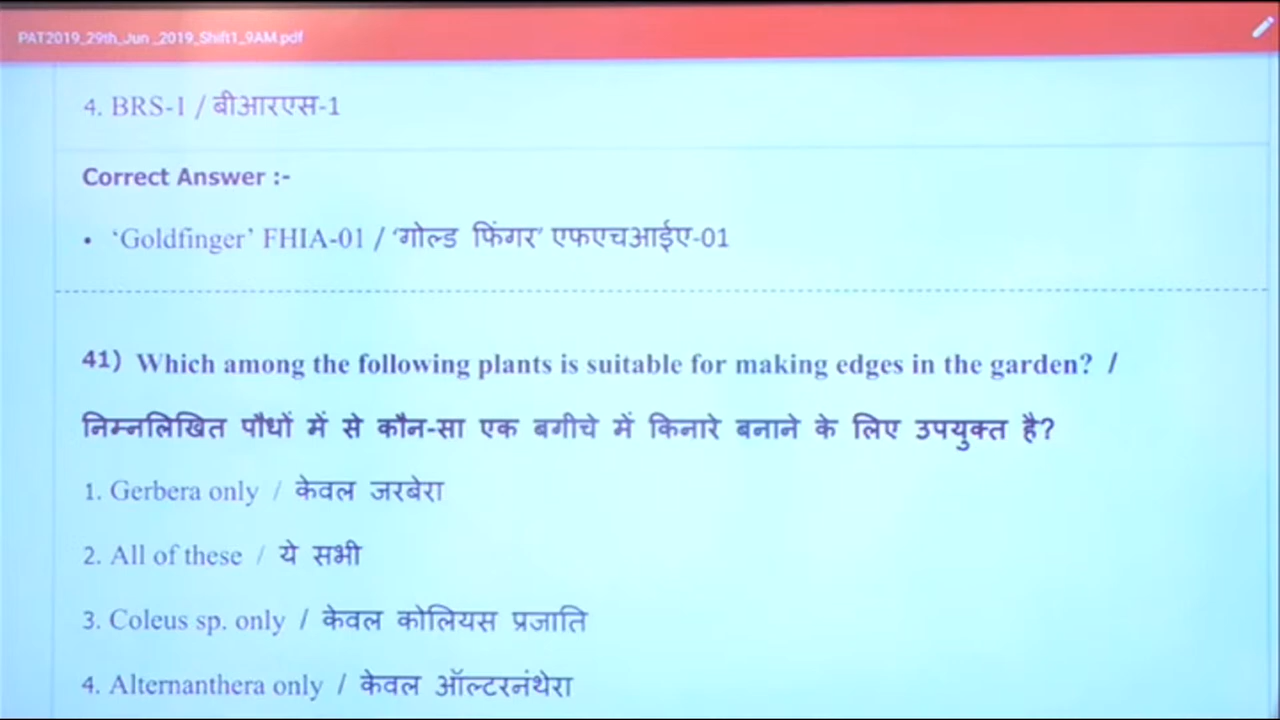 PAT2019_29th_Jun _2019_Shift1_9AM.pdf
4. BRS-1 / बीआरएस-1
Correct Answer :-
• ‘Goldfinger’ FHIA-01 / ‘गोल्ड फिंगर’ एफएचआईए-01
41) Which among the following plants is suitable for making edges in the garden? /
निम्नलिखित पौधों में से कौन-सा एक बगीचे में किनारे बनाने के लिए उपयुक्त है?
1. Gerbera only / केवल जरबेरा
2. All of these / ये सभी
3. Coleus sp. only / केवल कोलियस प्रजाति
4. Alternanthera only / केवल ऑल्टरनंथेरा